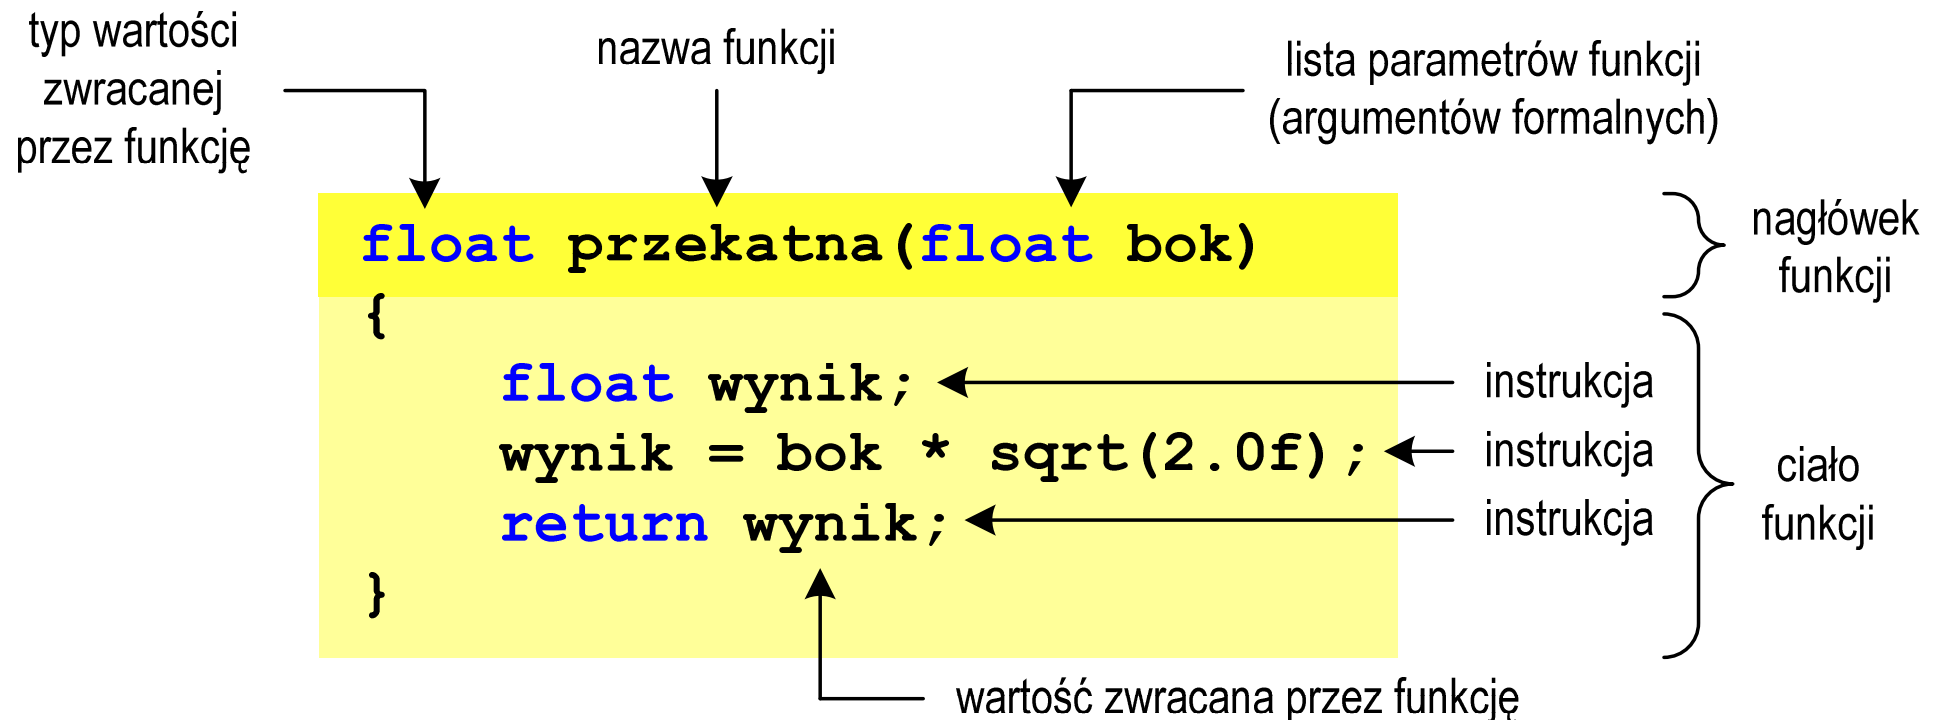 typ wartości
zwracanej
przez funkcję
nazwa funkcji
lista parametrów funkcji
(argumentów formalnych)
float przekatna(float bok)
nagłówek
funkcji
{
float wynik;
instrukcja
wynik = bok * sqrt(2.0f);
instrukcja
return wynik;
instrukcja
}
ciało
funkcji
wartość zwracana przez funkcję